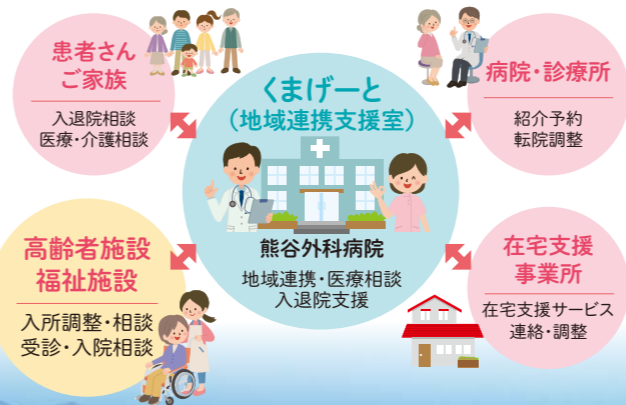 患者さん
ご家族
入退院相談
医療・介護相談
くまげーと
（地域連携支援室）
熊谷外科病院
地域連携・医療相談
入退院支援
病院・診療所
紹介予約
転院調整
高齢者施設
福祉施設
入所調整・相談
受診・入院相談
在宅支援
事業所
在宅支援サービス
連絡・調整